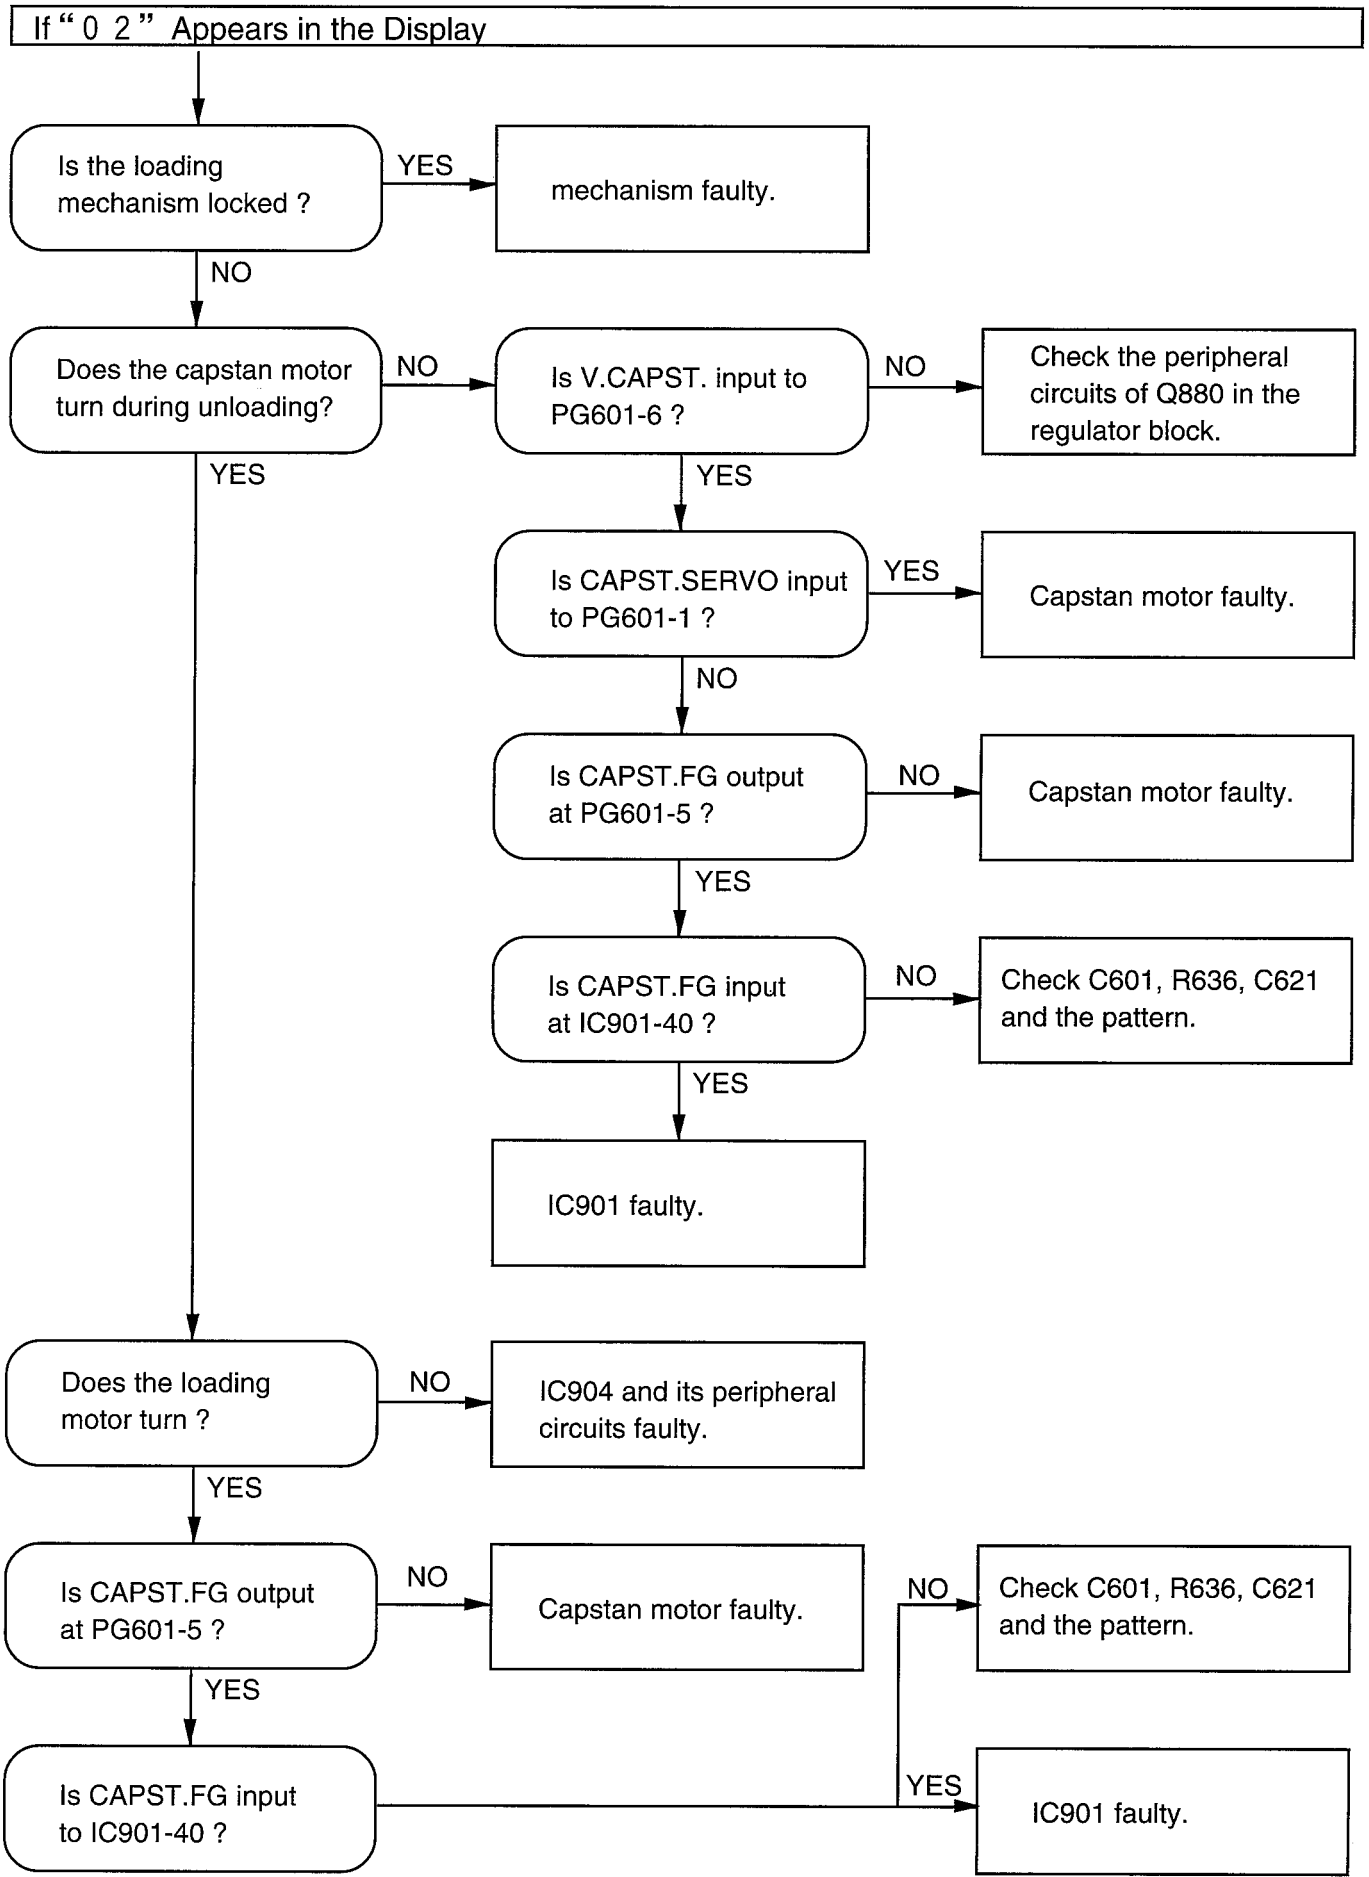 If “ 0 2 ” Appears in the Display
Is the loading
mechanism locked ?
YES
mechanism faulty.
NO
Does the capstan motor
turn during unloading?
NO
Is V.CAPST. input to
PG601-6 ?
NO
Check the peripheral
circuits of Q880 in the
regulator block.
YES
YES
Is CAPST.SERVO input
to PG601-1 ?
YES
Capstan motor faulty.
NO
Is CAPST.FG output
at PG601-5 ?
NO
Capstan motor faulty.
YES
Is CAPST.FG input
at IC901-40 ?
NO
Check C601, R636, C621
and the pattern.
YES
IC901 faulty.
Does the loading
motor turn ?
NO
IC904 and its peripheral
circuits faulty.
YES
Is CAPST.FG output
at PG601-5 ?
NO
Capstan motor faulty.
NO
Check C601, R636, C621
and the pattern.
YES
Is CAPST.FG input
to IC901-40 ?
YES
IC901 faulty.